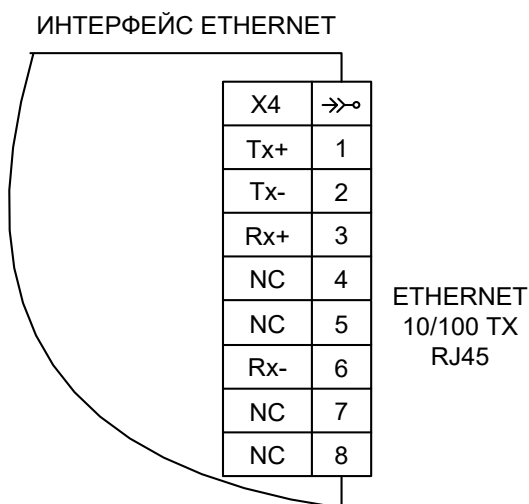 ИНТЕРФЕЙС ETHERNET
X4
Tx+ 1
Tx- 2
Rx+ 3
NC 4
NC 5
Rx- 6
NC 7
NC 8
ETHERNET
10/100 TX
RJ45